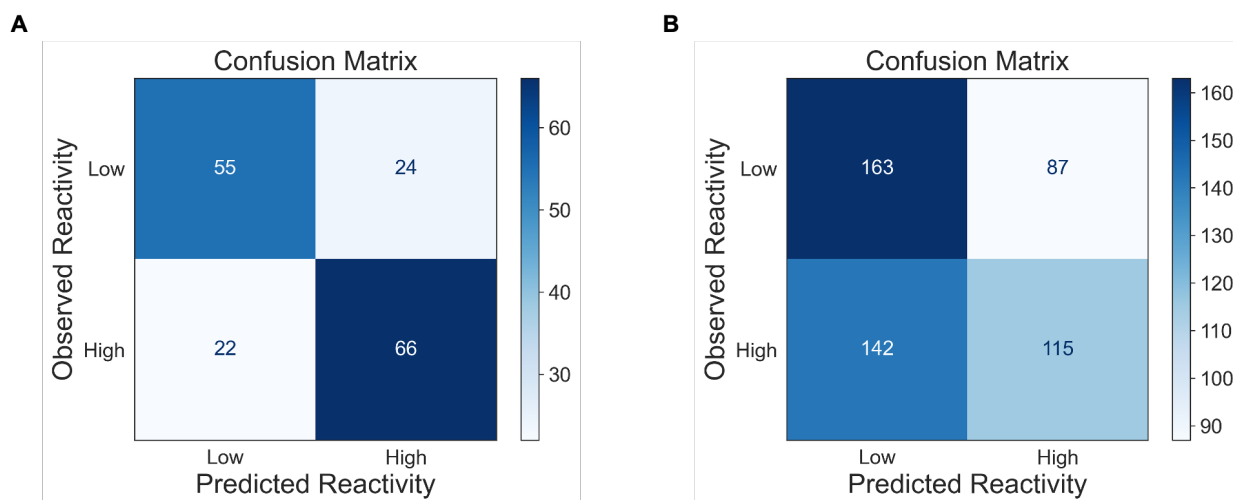 A
Confusion Matrix
Observed Reactivity
Low
High
55
24
22
66
Low
High
Predicted Reactivity
60
50
40
30
B
Confusion Matrix
Observed Reactivity
Low
High
163
87
142
115
Low
High
Predicted Reactivity
160
150
140
130
120
110
100
90